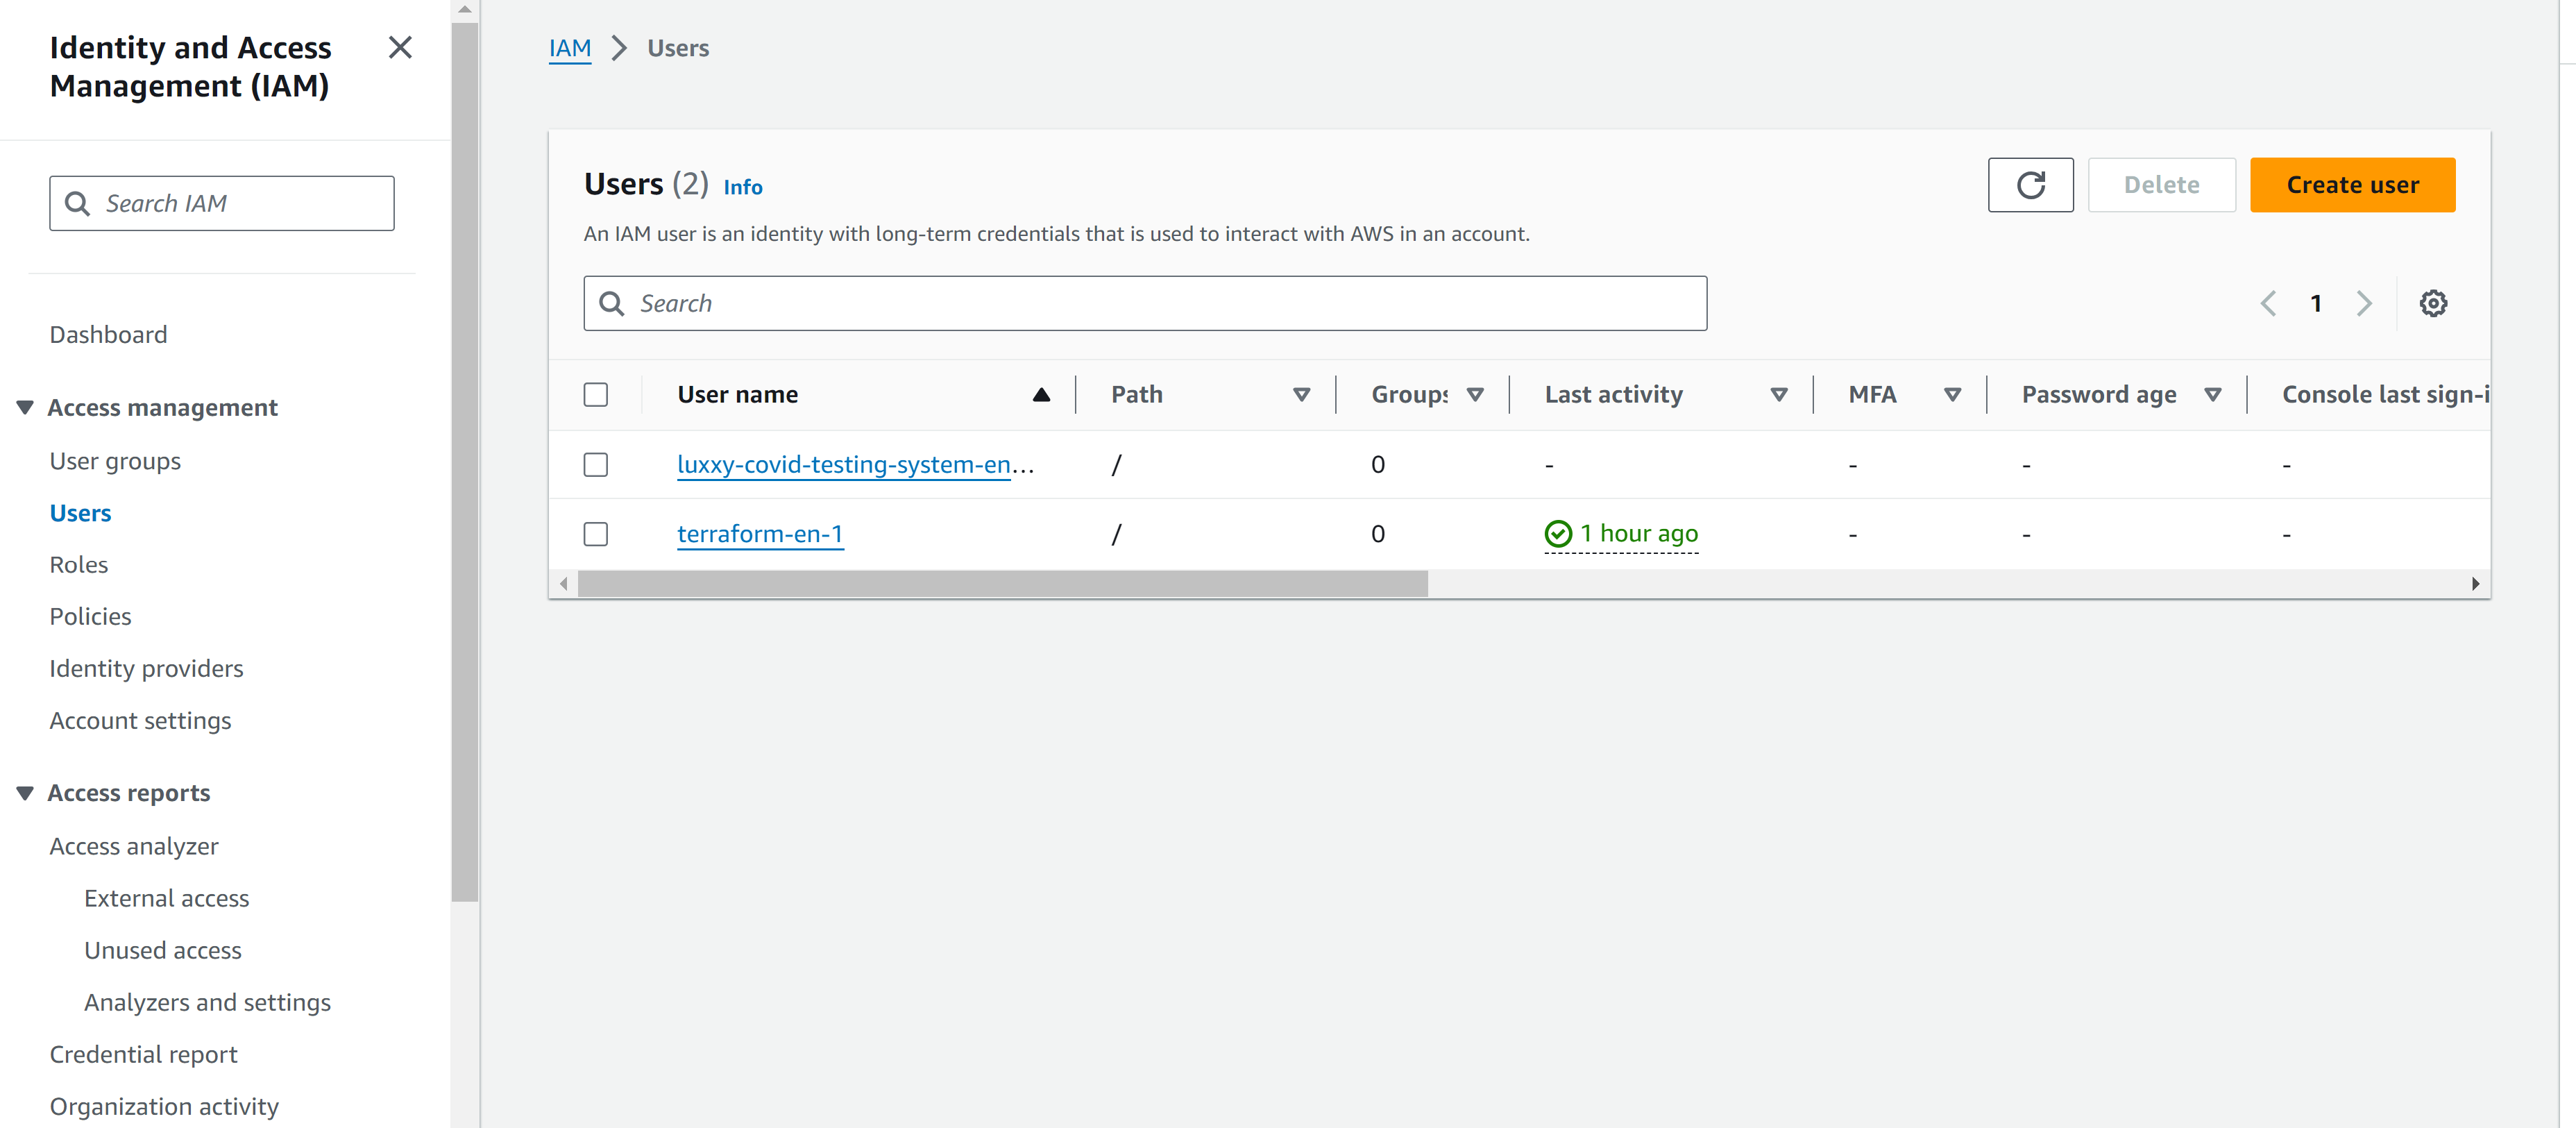 Identity and Access
Management (IAM)
Search IAM
Dashboard
Access management
User groups
Users
Roles
Policies
Identity providers
Account settings
Access reports
Access analyzer
External access
Unused access
Analyzers and settings
Credential report
Organization activity
IAM > Users
Users (2) Info
Delete
Create user
An IAM user is an identity with long-term credentials that is used to interact with AWS in an account.
Search
1
User name Path Groups Last activity MFA Password age Console last sign-i
luxxy-covid-testing-system-en... / 0 - - - -
terraform-en-1 / 0 1 hour ago - - -